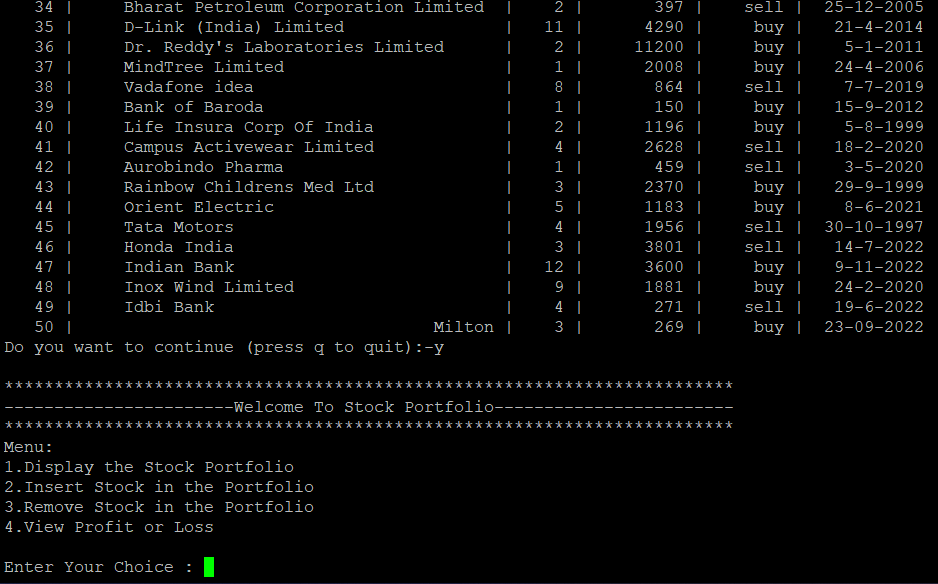 34 | Bharat Petroleum Corporation Limited | 2 | 397 | sell | 25-12-2005
35 | D-Link (India) Limited | 11 | 4290 | buy | 21-4-2014
36 | Dr. Reddy's Laboratories Limited | 2 | 11200 | buy | 5-1-2011
37 | MindTree Limited | 1 | 2008 | buy | 24-4-2006
38 | Vadafone idea | 8 | 864 | sell | 7-7-2019
39 | Bank of Baroda | 1 | 150 | buy | 15-9-2012
40 | Life Insura Corp Of India | 2 | 1196 | buy | 5-8-1999
41 | Campus Activewear Limited | 4 | 2628 | sell | 18-2-2020
42 | Aurobindo Pharma | 1 | 459 | sell | 3-5-2020
43 | Rainbow Childrens Med Ltd | 3 | 2370 | buy | 29-9-1999
44 | Orient Electric | 5 | 1183 | buy | 8-6-2021
45 | Tata Motors | 4 | 1956 | sell | 30-10-1997
46 | Honda India | 3 | 3801 | sell | 14-7-2022
47 | Indian Bank | 12 | 3600 | buy | 9-11-2022
48 | Inox Wind Limited | 9 | 1881 | buy | 24-2-2020
49 | Idbi Bank | 4 | 271 | sell | 19-6-2022
50 | Milton | 3 | 269 | buy | 23-09-2022
Do you want to continue (press q to quit):-y
*************************************************************************
-----------------------Welcome To Stock Portfolio------------------------
*************************************************************************
Menu:
1.Display the Stock Portfolio
2.Insert Stock in the Portfolio
3.Remove Stock in the Portfolio
4.View Profit or Loss
Enter Your Choice :